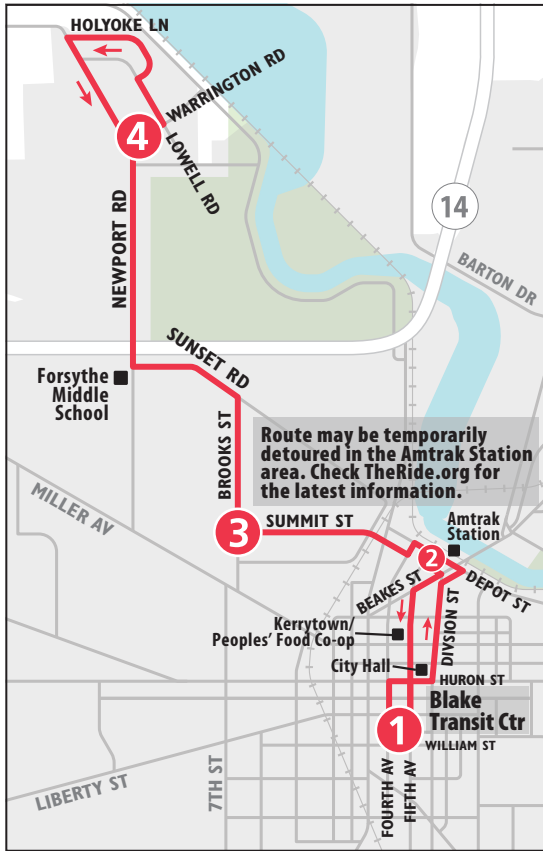 HOLYOKE LN
WARRINGTON RD
4
LOWELL RD
NEWPORT RD
14
BARTON DR
SUNSET RD
Forsythe
Middle
School
BROOKS ST
Route may be temporarily
detoured in the Amtrak Station
area. Check TheRide.org for
the latest information.
MILLER AV
3
SUMMIT ST
Amtrak
Station
2
BEAKES ST
DEPOT ST
DIVSION ST
Kerrytown/
Peoples' Food Co-op
City Hall
HURON ST
Blake
Transit Ctr
1
WILLIAM ST
LIBERTY ST
7TH ST
FOURTH AV
FIFTH AV